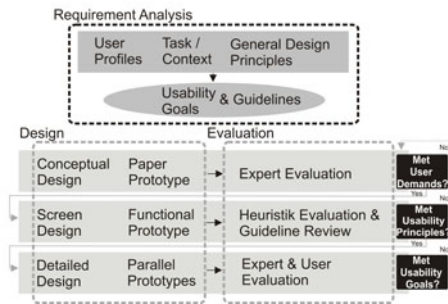 Requirement Analysis
User Profiles
Task / Context
General Design Principles
Usability Goals & Guidelines
Design
Evaluation
No
Conceptual Design
Paper Prototype
Expert Evaluation
Met User Demands?
Yes
No
Screen Design
Functional Prototype
Heuristik Evaluation & Guideline Review
Met Usability Principles?
Yes
No
Detailed Design
Parallel Prototypes
Expert & User Evaluation
Met Usability Goals?